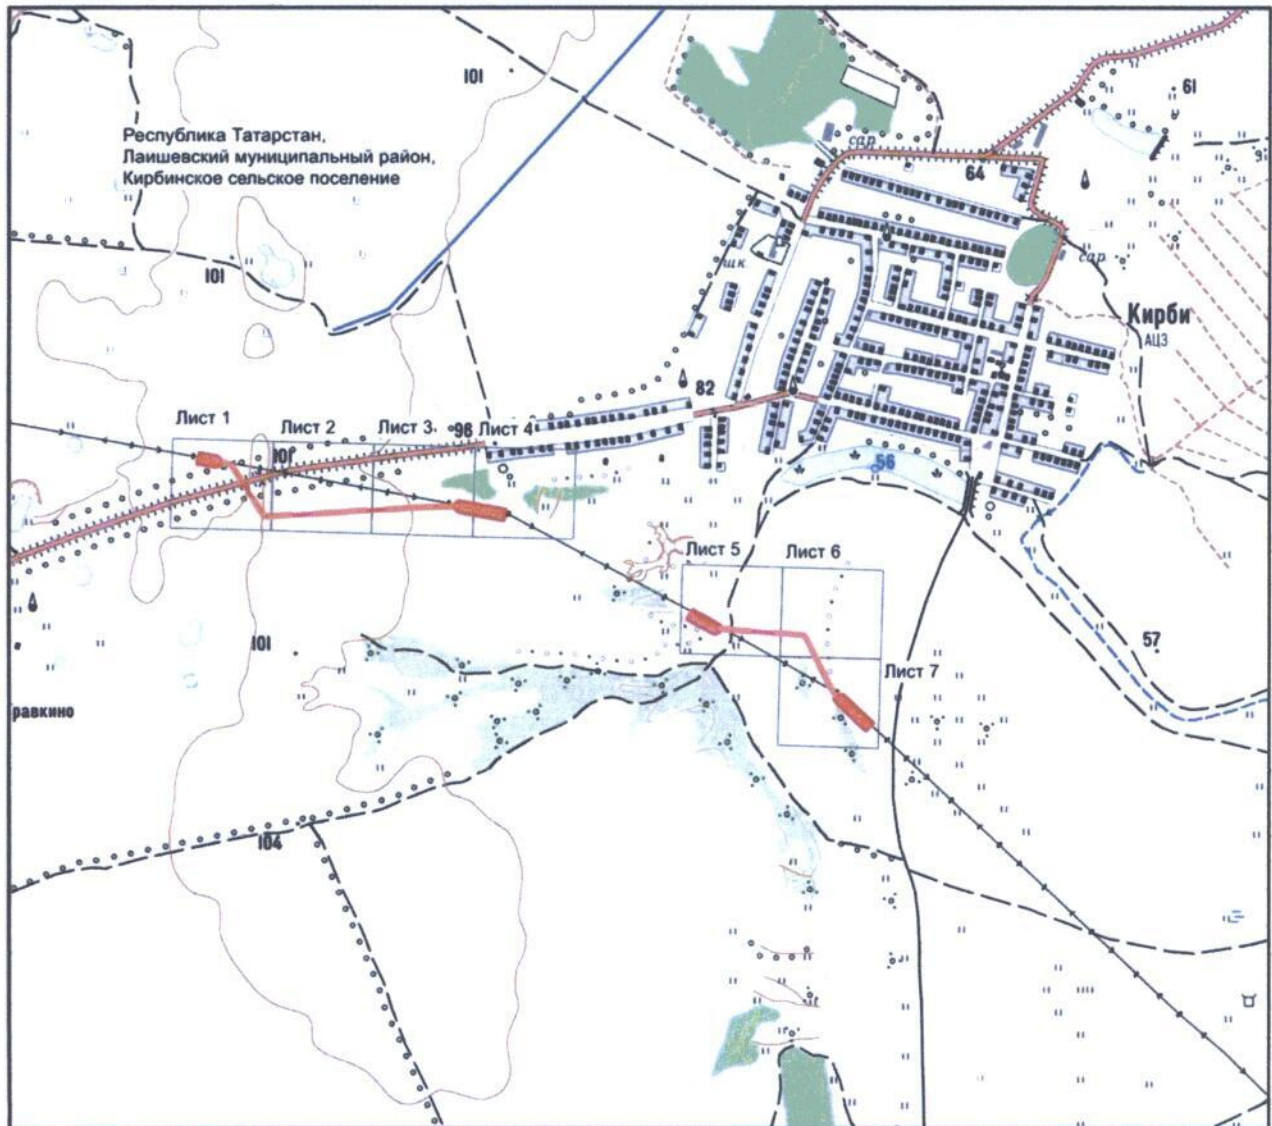 101
61
Республика Татарстан,
Лаишевский муниципальный район,
Кирбинское сельское поселение
сар
64
шк.
сар.
101
Кирби
АЦЗ
82
Лист 1
Лист 2
Лист 3
98
Лист 4
101
56
Лист 5
Лист 6
57
101
Лист 7
равкино
104